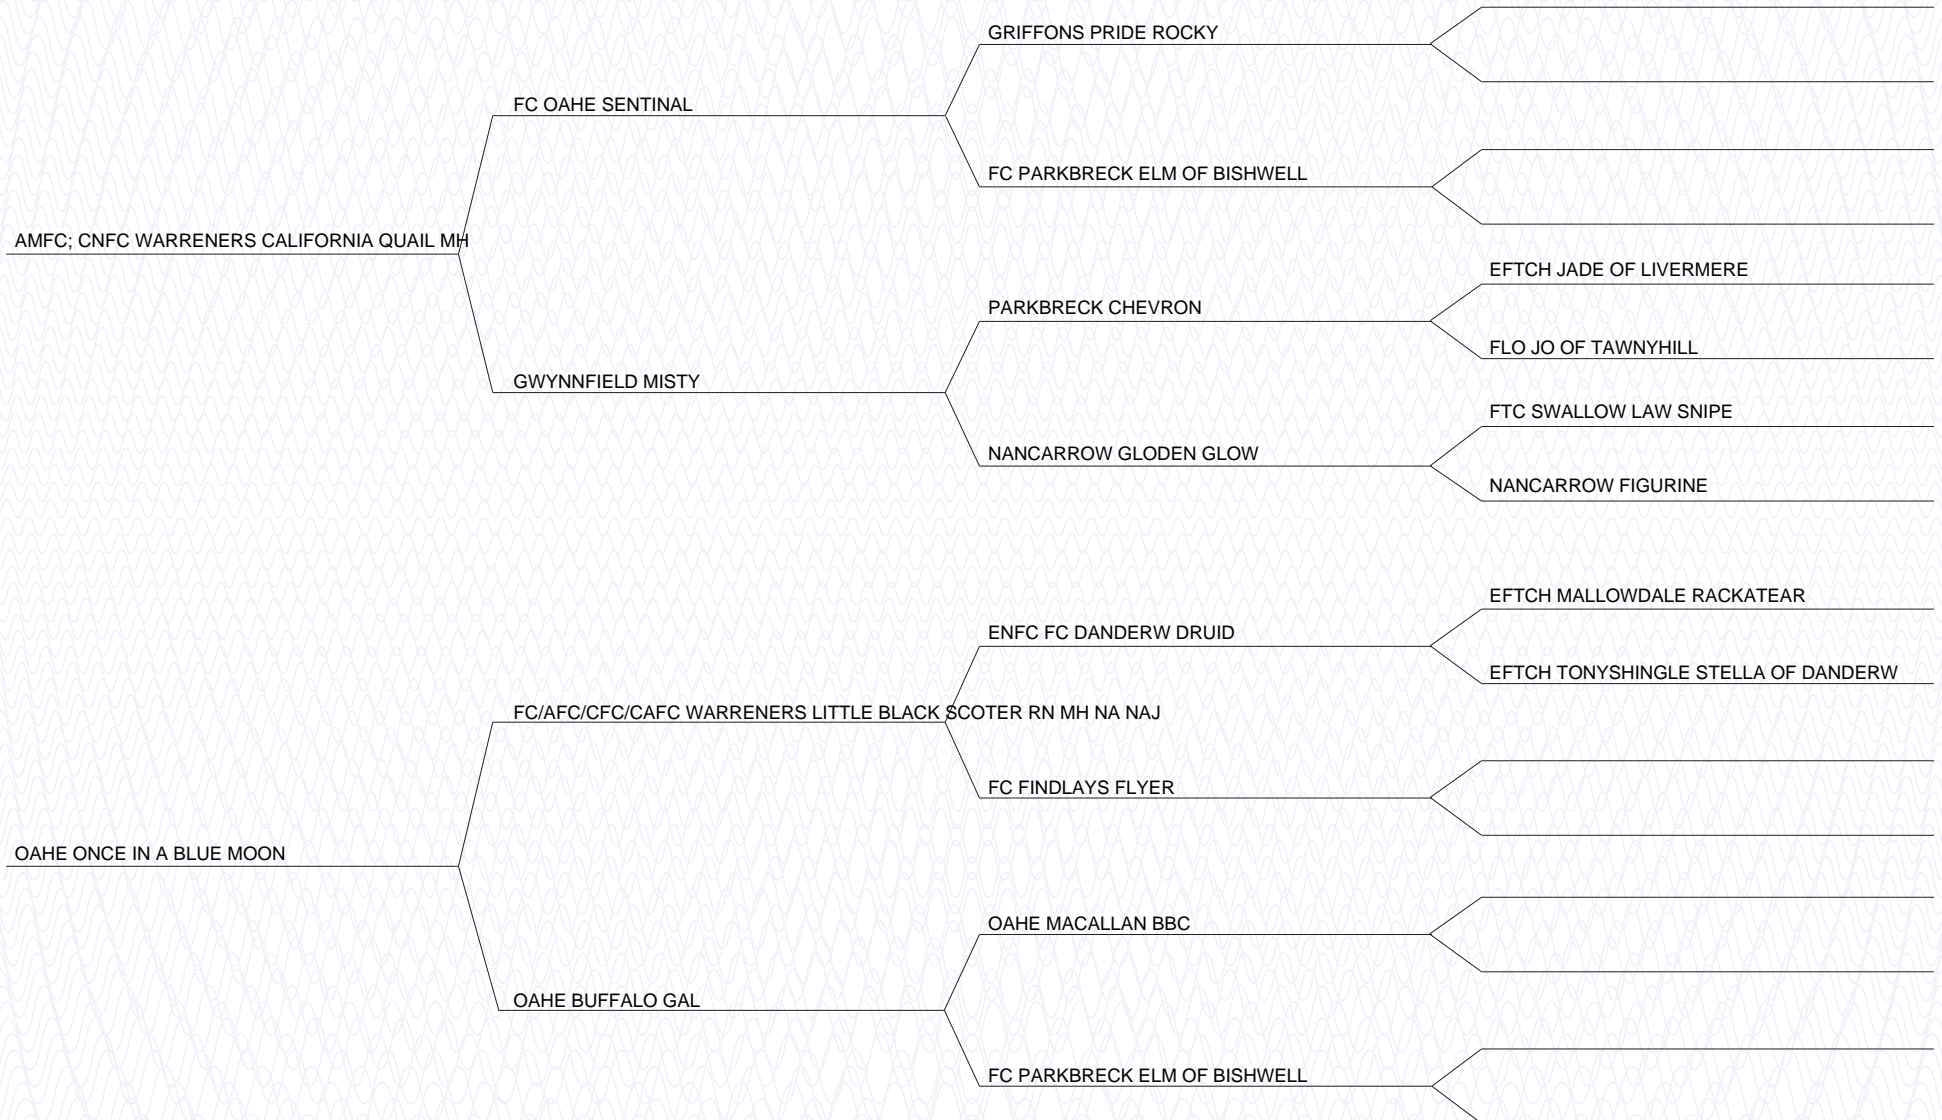 GRIFFONS PRIDE ROCKY
FC OAHE SENTINAL
FC PARKBRECK ELM OF BISHWELL
AMFC; CNFC WARRENERS CALIFORNIA QUAIL MH
EFTCH JADE OF LIVERMERE
PARKBRECK CHEVRON
FLO JO OF TAWNYHILL
GWYNNFIELD MISTY
FTC SWALLOW LAW SNIPE
NANCARROW GLODEN GLOW
NANCARROW FIGURINE
EFTCH MALLOWDALE RACKATEAR
ENFC FC DANDERW DRUID
EFTCH TONYSHINGLE STELLA OF DANDERW
FC/AFC/CFC/CAFC WARRENERS LITTLE BLACK SCOTER RN MH NA NAJ
FC FINDLAYS FLYER
OAHE ONCE IN A BLUE MOON
OAHE MACALLAN BBC
OAHE BUFFALO GAL
FC PARKBRECK ELM OF BISHWELL